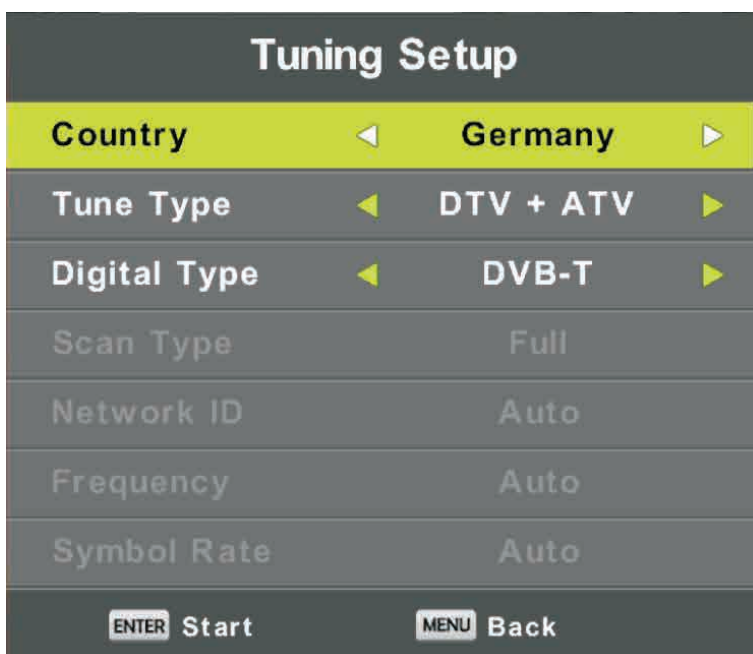 Tuning Setup
Country Germany
Tune Type DTV + ATV
Digital Type DVB-T
Scan Type Full
Network ID Auto
Frequency Auto
Symbol Rate Auto
ENTER Start MENU Back